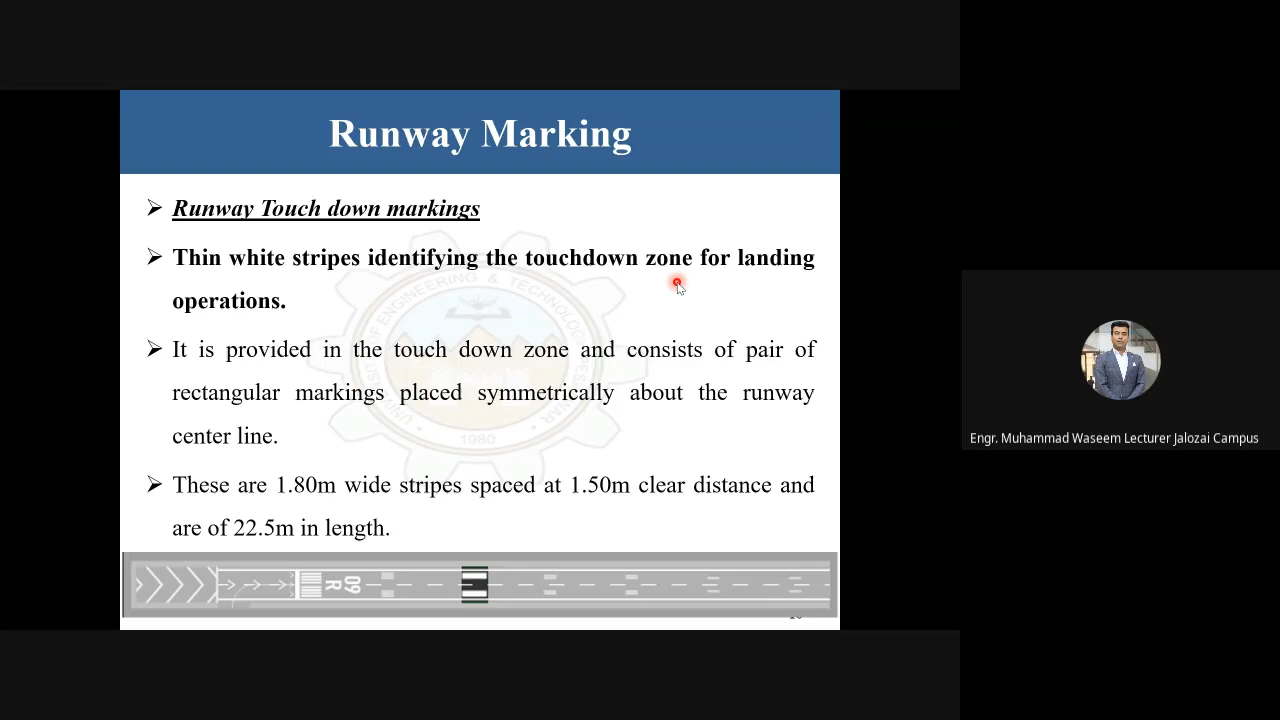 Runway Marking
Runway Touch down markings
Thin white stripes identifying the touchdown zone for landing
operations.
It is provided in the touch down zone and consists of pair of
rectangular markings placed symmetrically about the runway
center line.
These are 1.80m wide stripes spaced at 1.50m clear distance and
are of 22.5m in length.
1980
09
R
Engr. Muhammad Waseem Lecturer Jalozai Campus